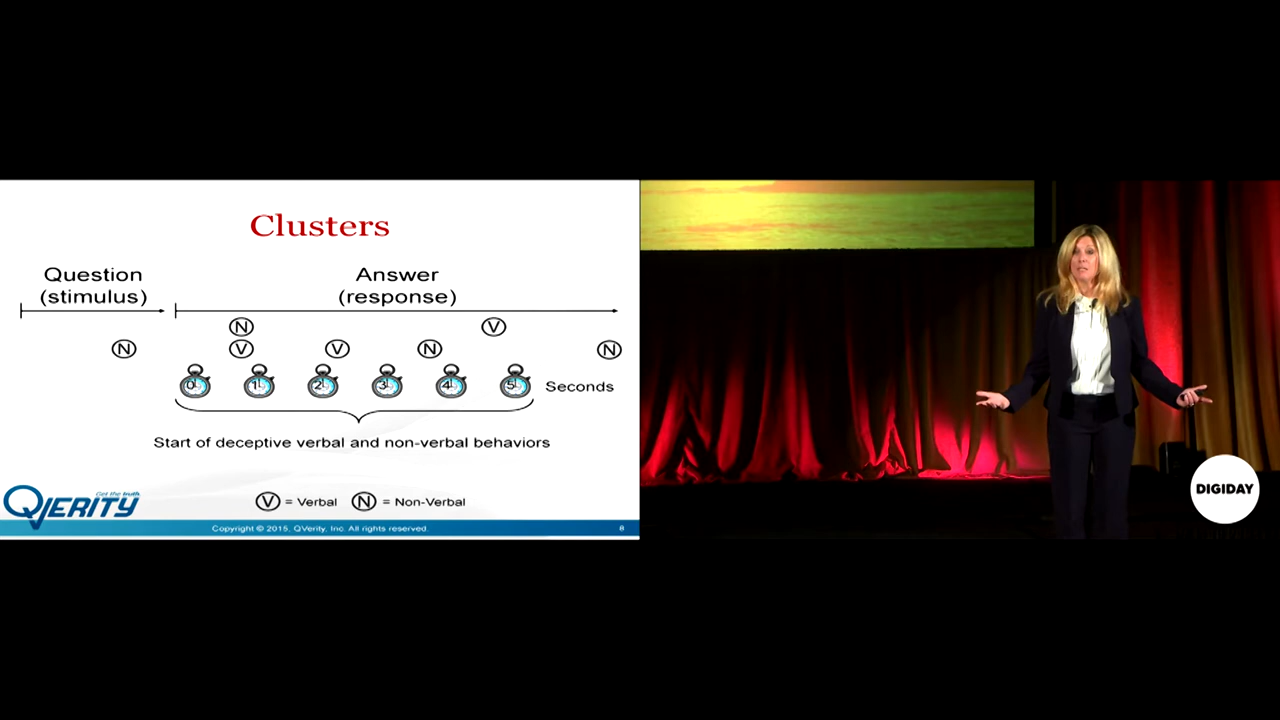 Clusters
Question
(stimulus)
Answer
(response)
N
V
N
V
V
N
N
0
1
2
3
4
5
Seconds
Start of deceptive verbal and non-verbal behaviors
V = Verbal N = Non-Verbal
Get the truth
QVERITY
Copyright © 2015, QVerity, Inc. All rights reserved.
8
DIGIDAY